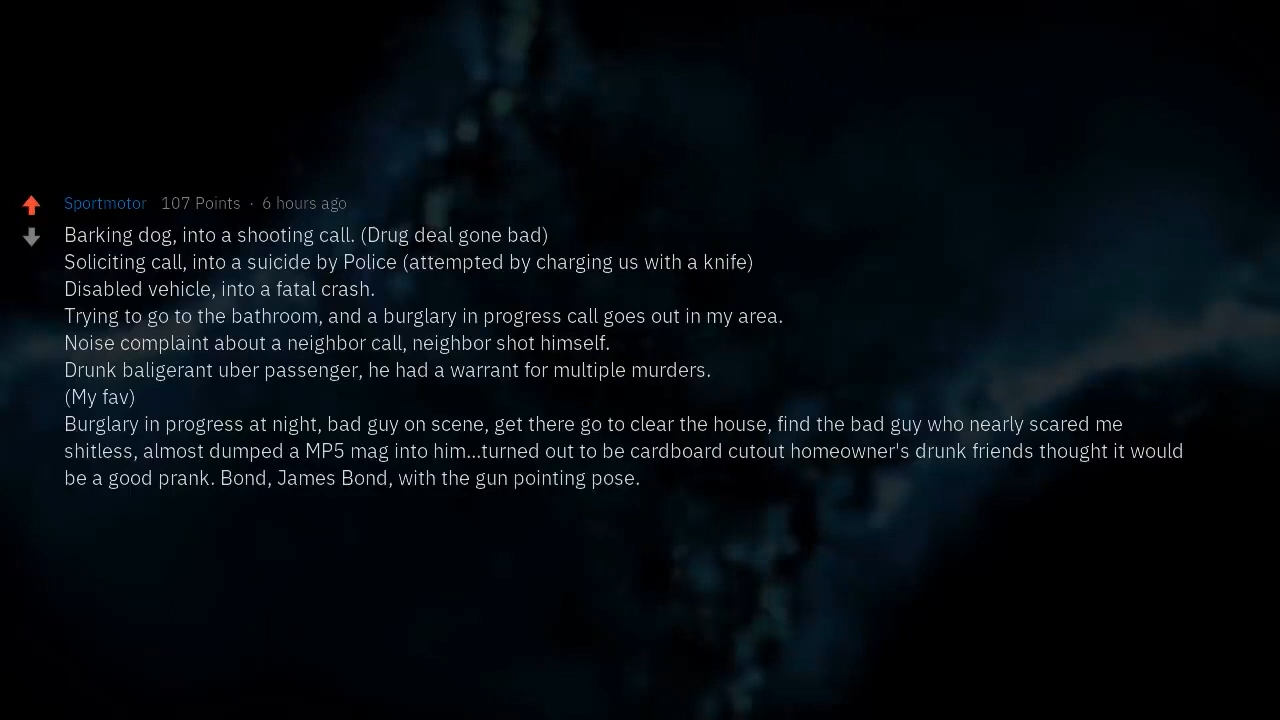 Sportmotor 107 Points · 6 hours ago
Barking dog, into a shooting call. (Drug deal gone bad)
Soliciting call, into a suicide by Police (attempted by charging us with a knife)
Disabled vehicle, into a fatal crash.
Trying to go to the bathroom, and a burglary in progress call goes out in my area.
Noise complaint about a neighbor call, neighbor shot himself.
Drunk baligerant uber passenger, he had a warrant for multiple murders.
(My fav)
Burglary in progress at night, bad guy on scene, get there go to clear the house, find the bad guy who nearly scared me
shitless, almost dumped a MP5 mag into him...turned out to be cardboard cutout homeowner's drunk friends thought it would
be a good prank. Bond, James Bond, with the gun pointing pose.